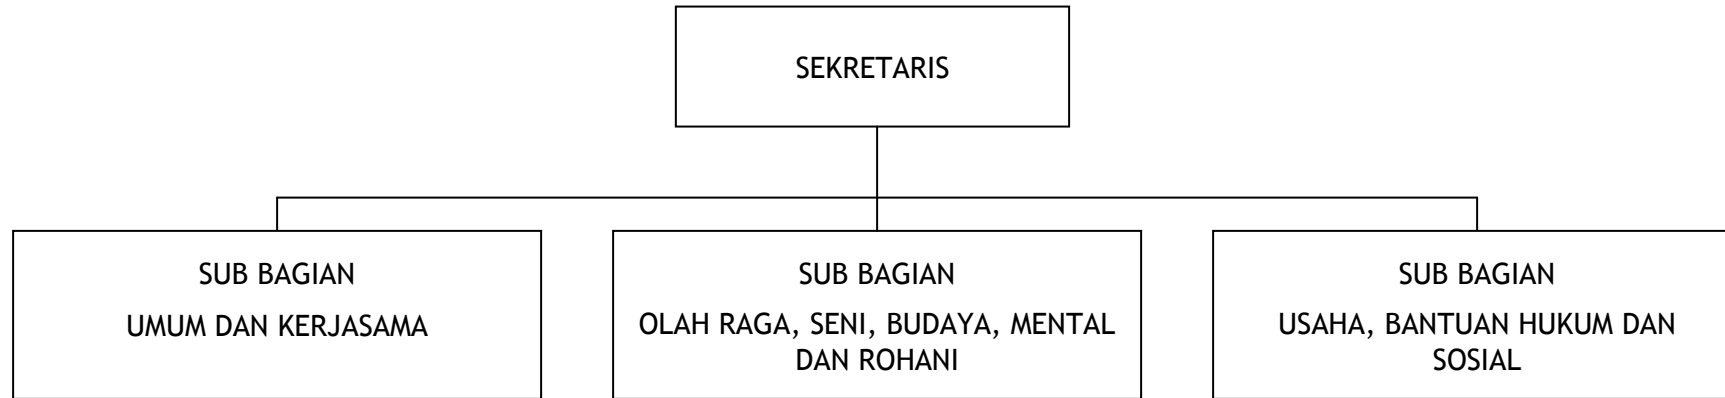 SEKRETARIS
SUB BAGIAN
UMUM DAN KERJASAMA
SUB BAGIAN
OLAH RAGA, SENI, BUDAYA, MENTAL
DAN ROHANI
SUB BAGIAN
USAHA, BANTUAN HUKUM DAN
SOSIAL